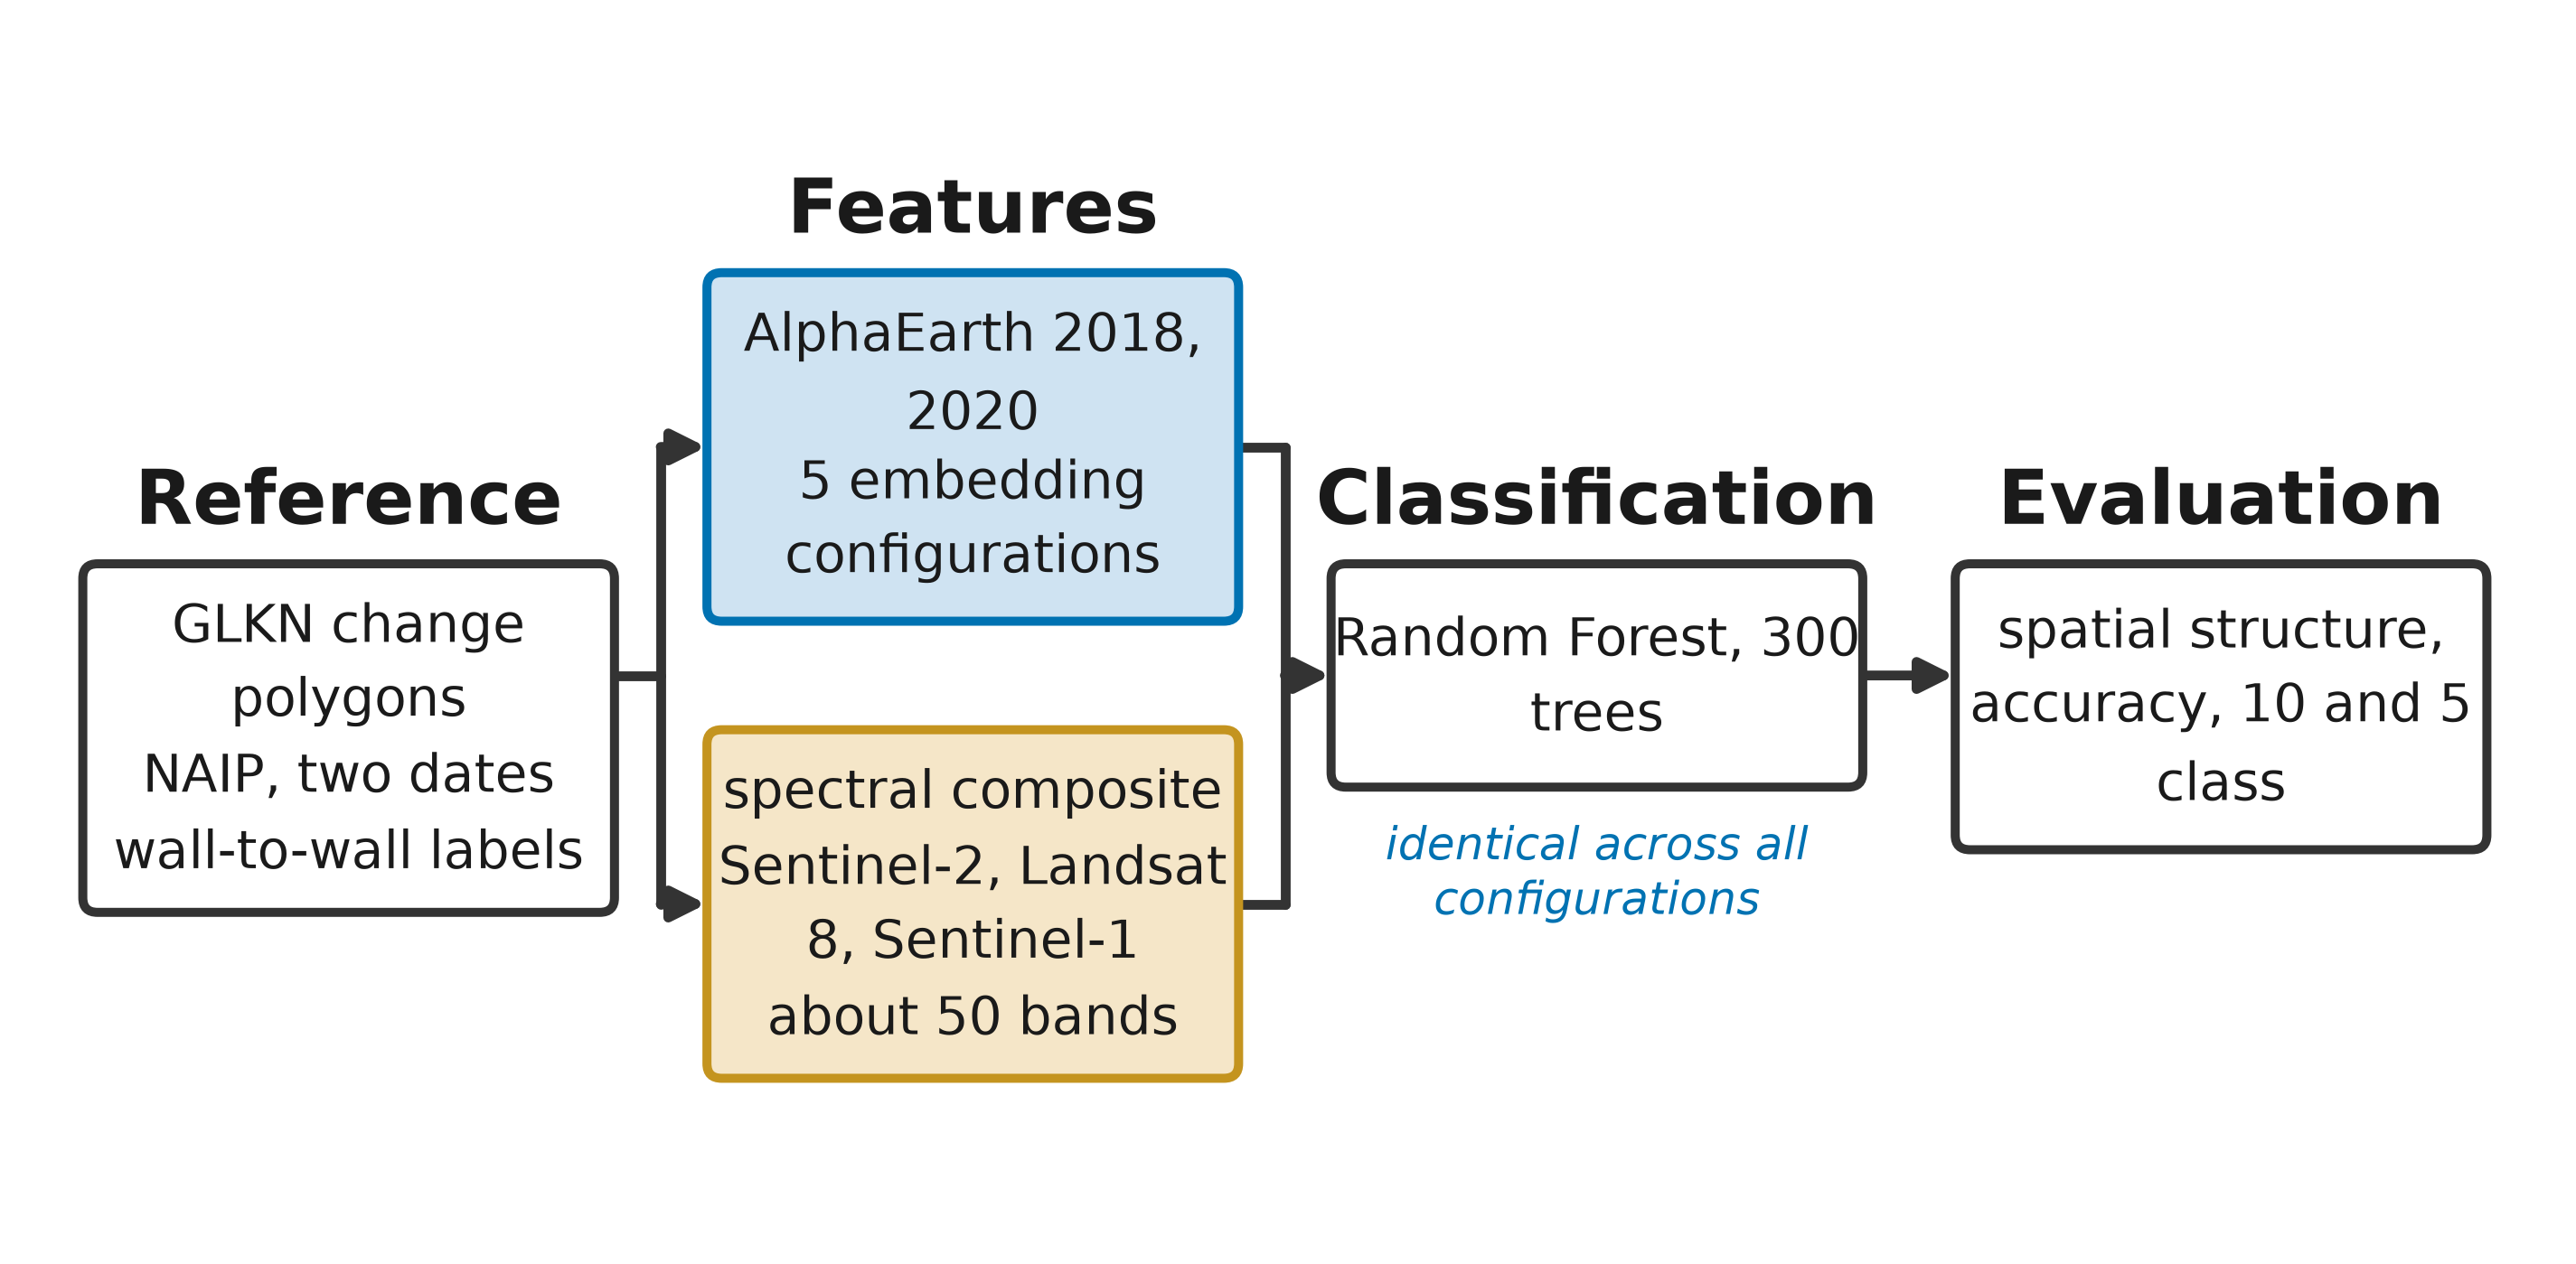 Reference
GLKN change
polygons
NAIP, two dates
wall-to-wall labels
Features
AlphaEarth 2018,
2020
5 embedding
configurations
spectral composite
Sentinel-2, Landsat
8, Sentinel-1
about 50 bands
Classification
Random Forest, 300
trees
identical across all
configurations
Evaluation
spatial structure,
accuracy, 10 and 5
class